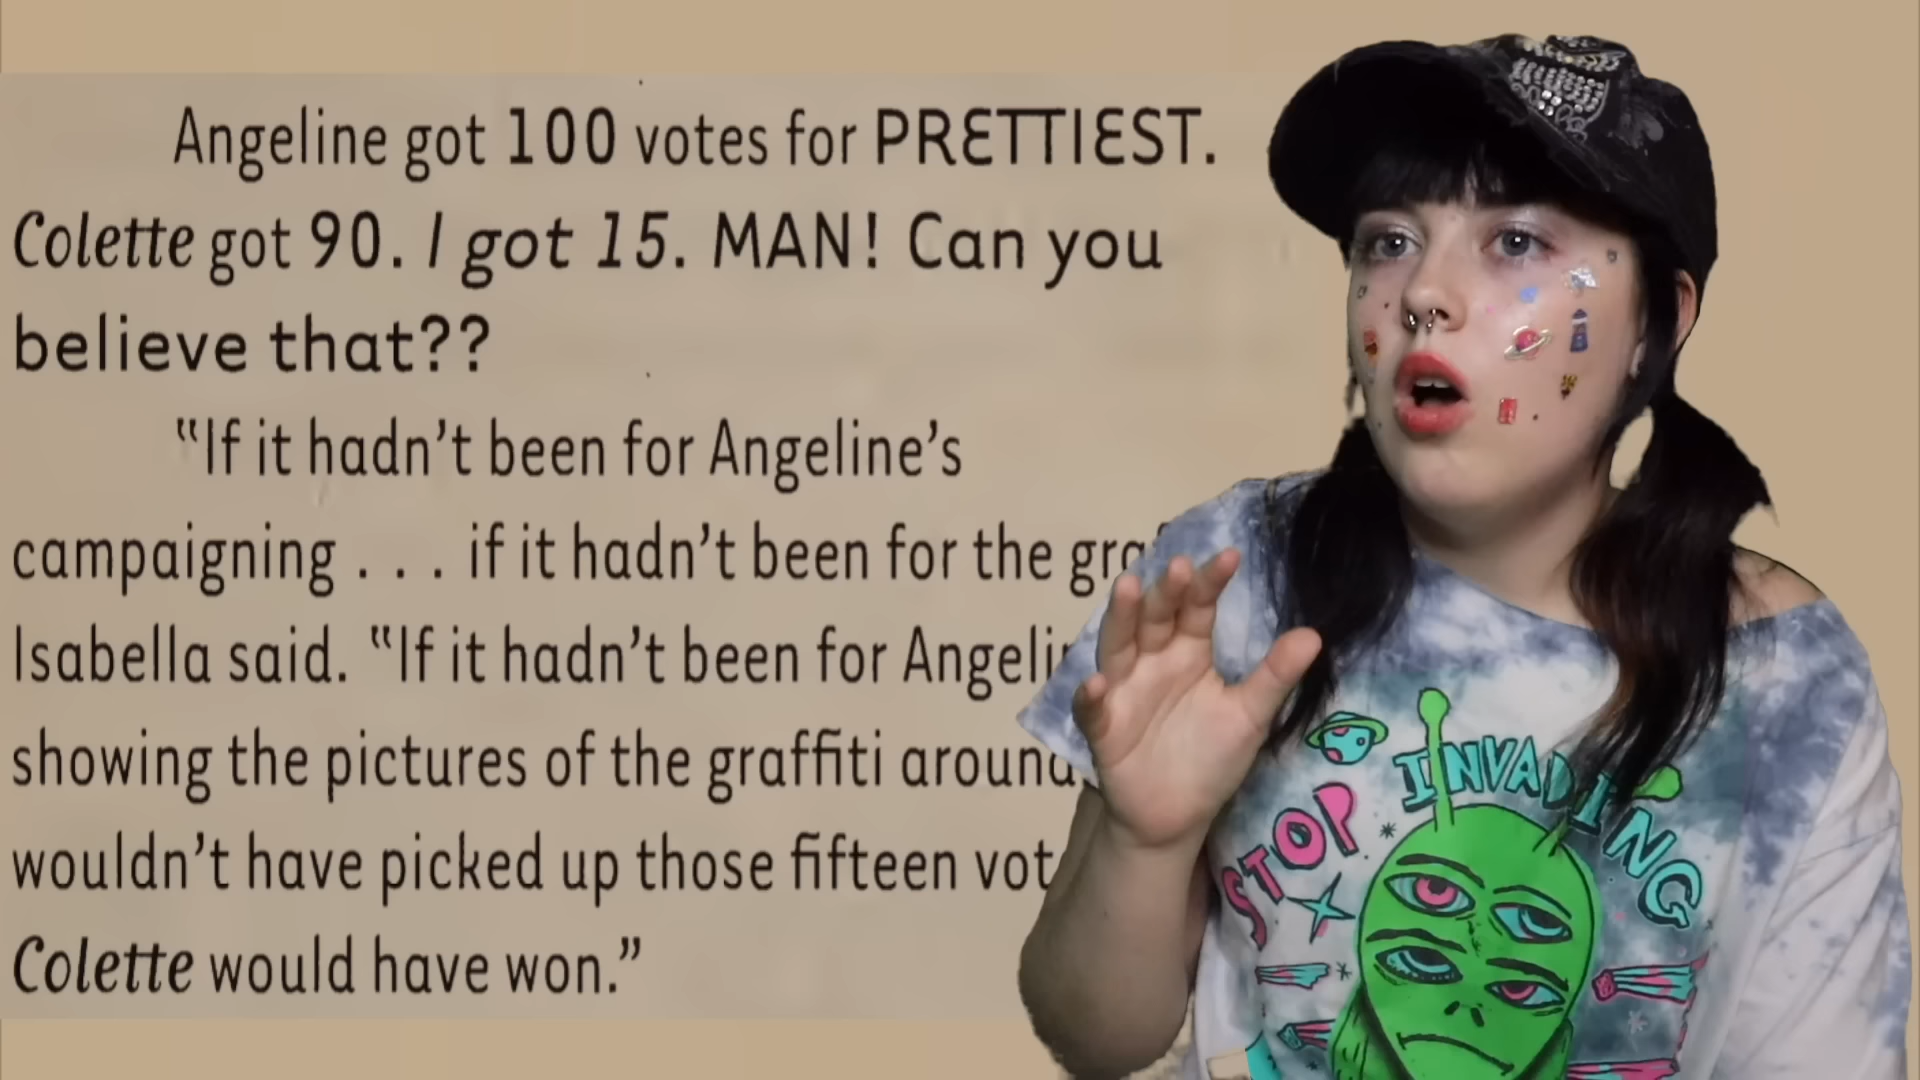 Angeline got 100 votes for PRETTIEST.
Colette got 90. I got 15. MAN! Can you
believe that??
“If it hadn’t been for Angeline’s
campaigning . . . if it hadn’t been for the
Isabella said. “If it hadn’t been for
showing the pictures of the graffiti around
wouldn’t have picked up those fifteen
Colette would have won.”
STOP INVADING